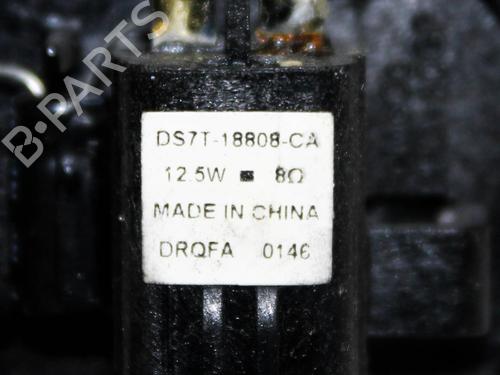 B-PARTS
DS7T-18808-CA
12.5W ■ 8Ω
MADE IN CHINA
DRQFA 0146